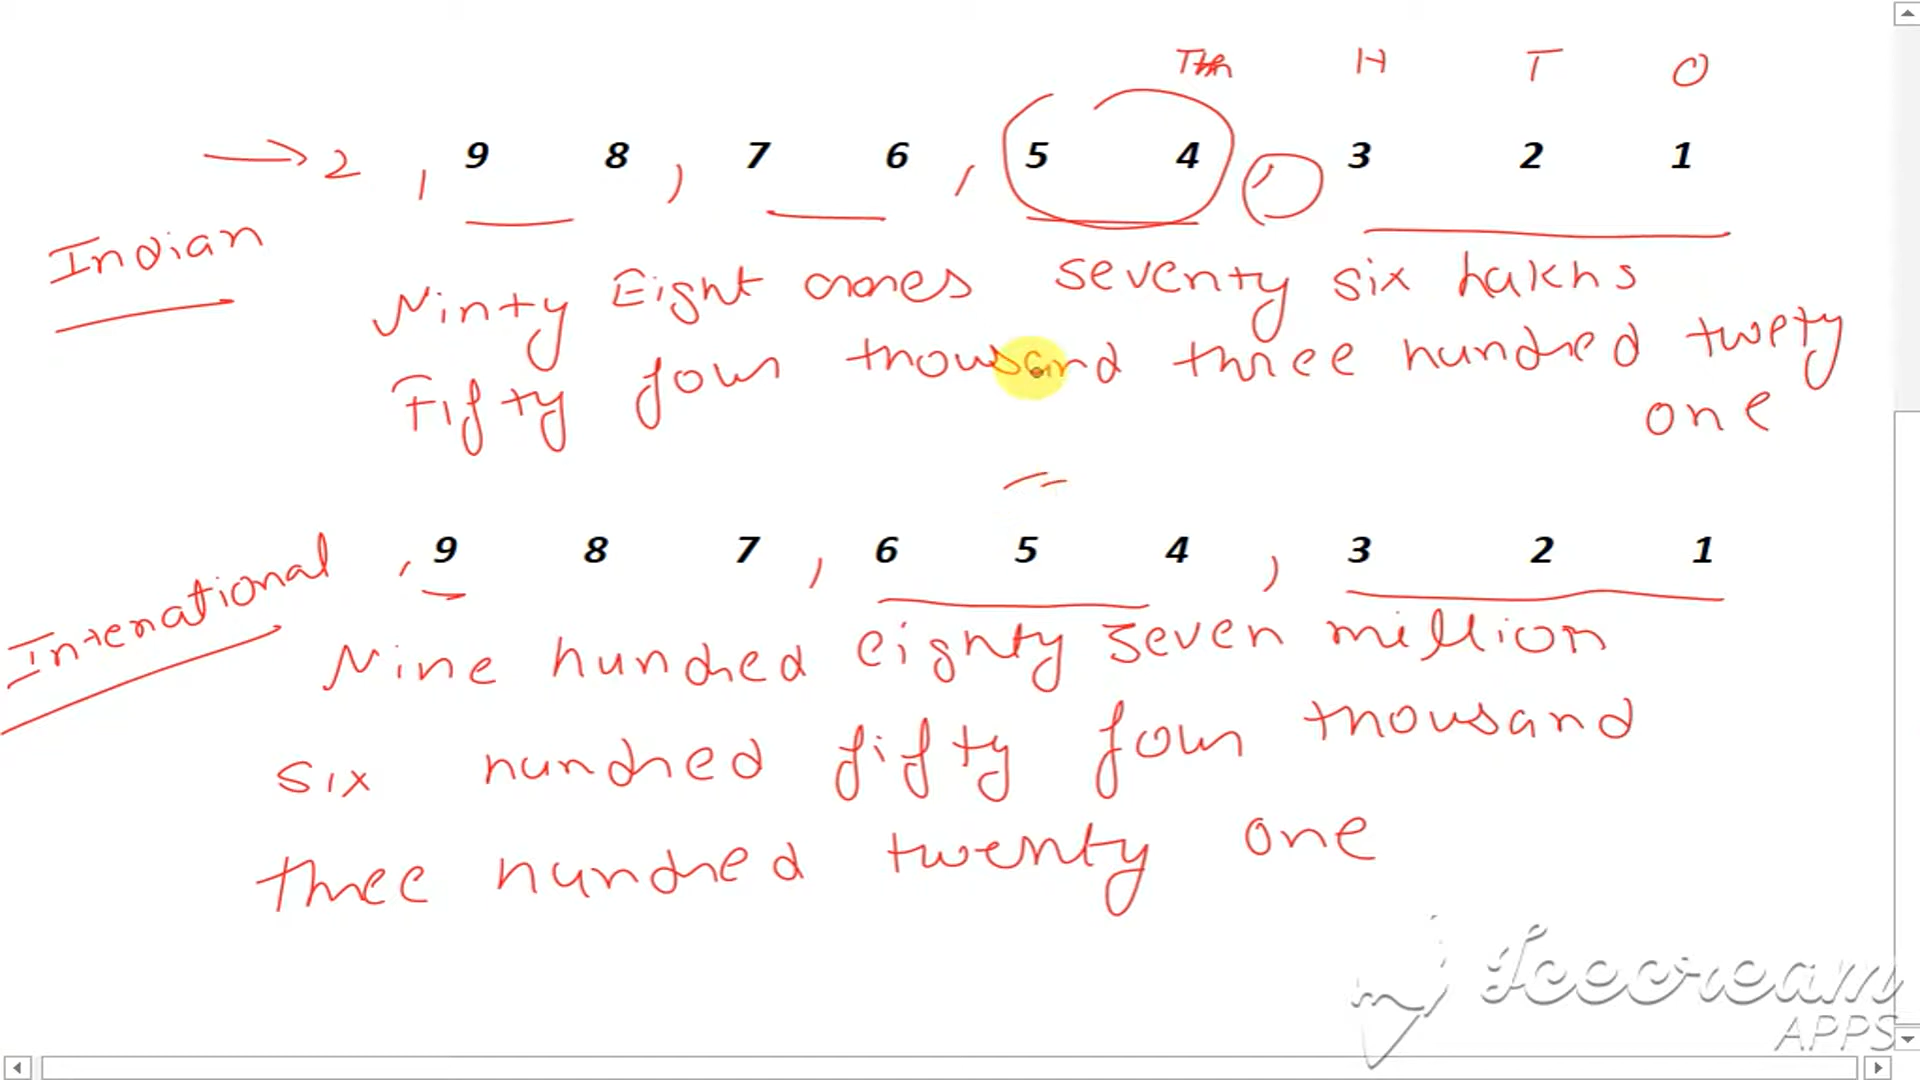 Th H T O
→ 2 , 9 8 , 7 6 , 5 4 , 3 2 1
Indian
Ninty Eight crores seventy six lakhs
Fifty four thousand three hundred twety
one
, 9 8 7 , 6 5 4 , 3 2 1
Intenational
Nine hundred eighty seven million
six hundred fifty four thousand
three hundred twenty one
Icecream
APPS